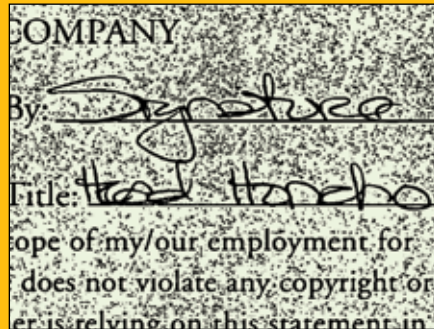 COMPANY
By: Signature
Title: Head Honcho
ope of my/our employment for
does not violate any copyright or
er is relying on this statement in